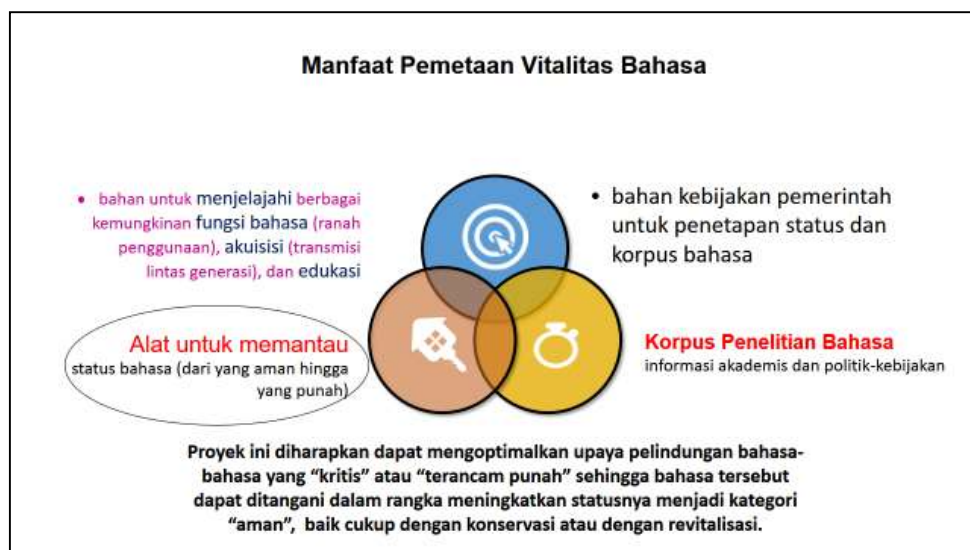 Manfaat Pemetaan Vitalitas Bahasa
• bahan untuk menjelajahi berbagai
kemungkinan fungsi bahasa (ranah
penggunaan), akuisisi (transmisi
lintas generasi), dan edukasi
• bahan kebijakan pemerintah
untuk penetapan status dan
korpus bahasa
Alat untuk memantau
status bahasa (dari yang aman hingga
yang punah)
Korpus Penelitian Bahasa
informasi akademis dan politik-kebijakan
Proyek ini diharapkan dapat mengoptimalkan upaya pelindungan bahasa-
bahasa yang “kritis” atau “terancam punah” sehingga bahasa tersebut
dapat ditangani dalam rangka meningkatkan statusnya menjadi kategori
“aman”, baik cukup dengan konservasi atau dengan revitalisasi.